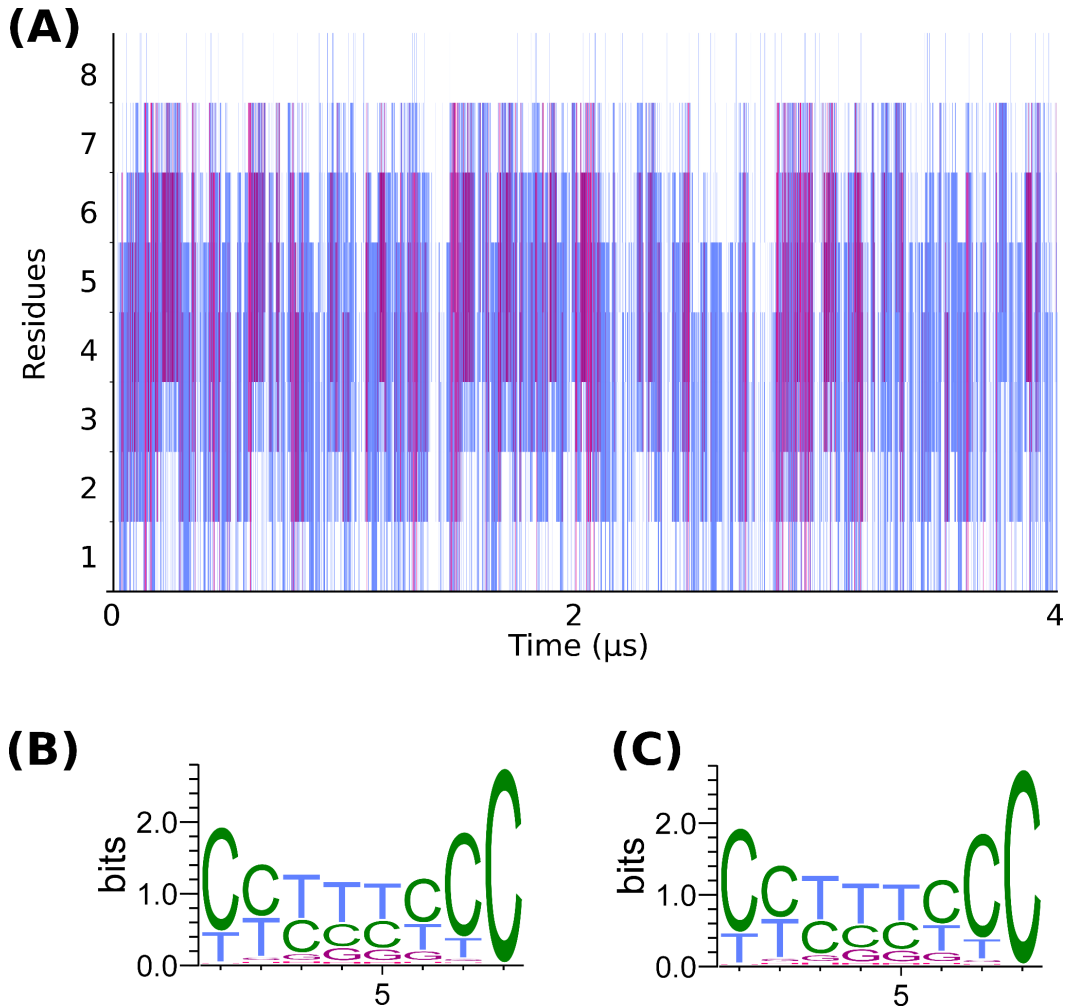 (A)
Residues
8
7
6
5
4
3
2
1
0 2 4
Time (μs)
(B)
bits
2.0
1.0
0.0
C C T T T C C C
T T C C C T T
G G G G
5
(C)
bits
2.0
1.0
0.0
C C T T T C C C
T T C C C T T
G G G G
5